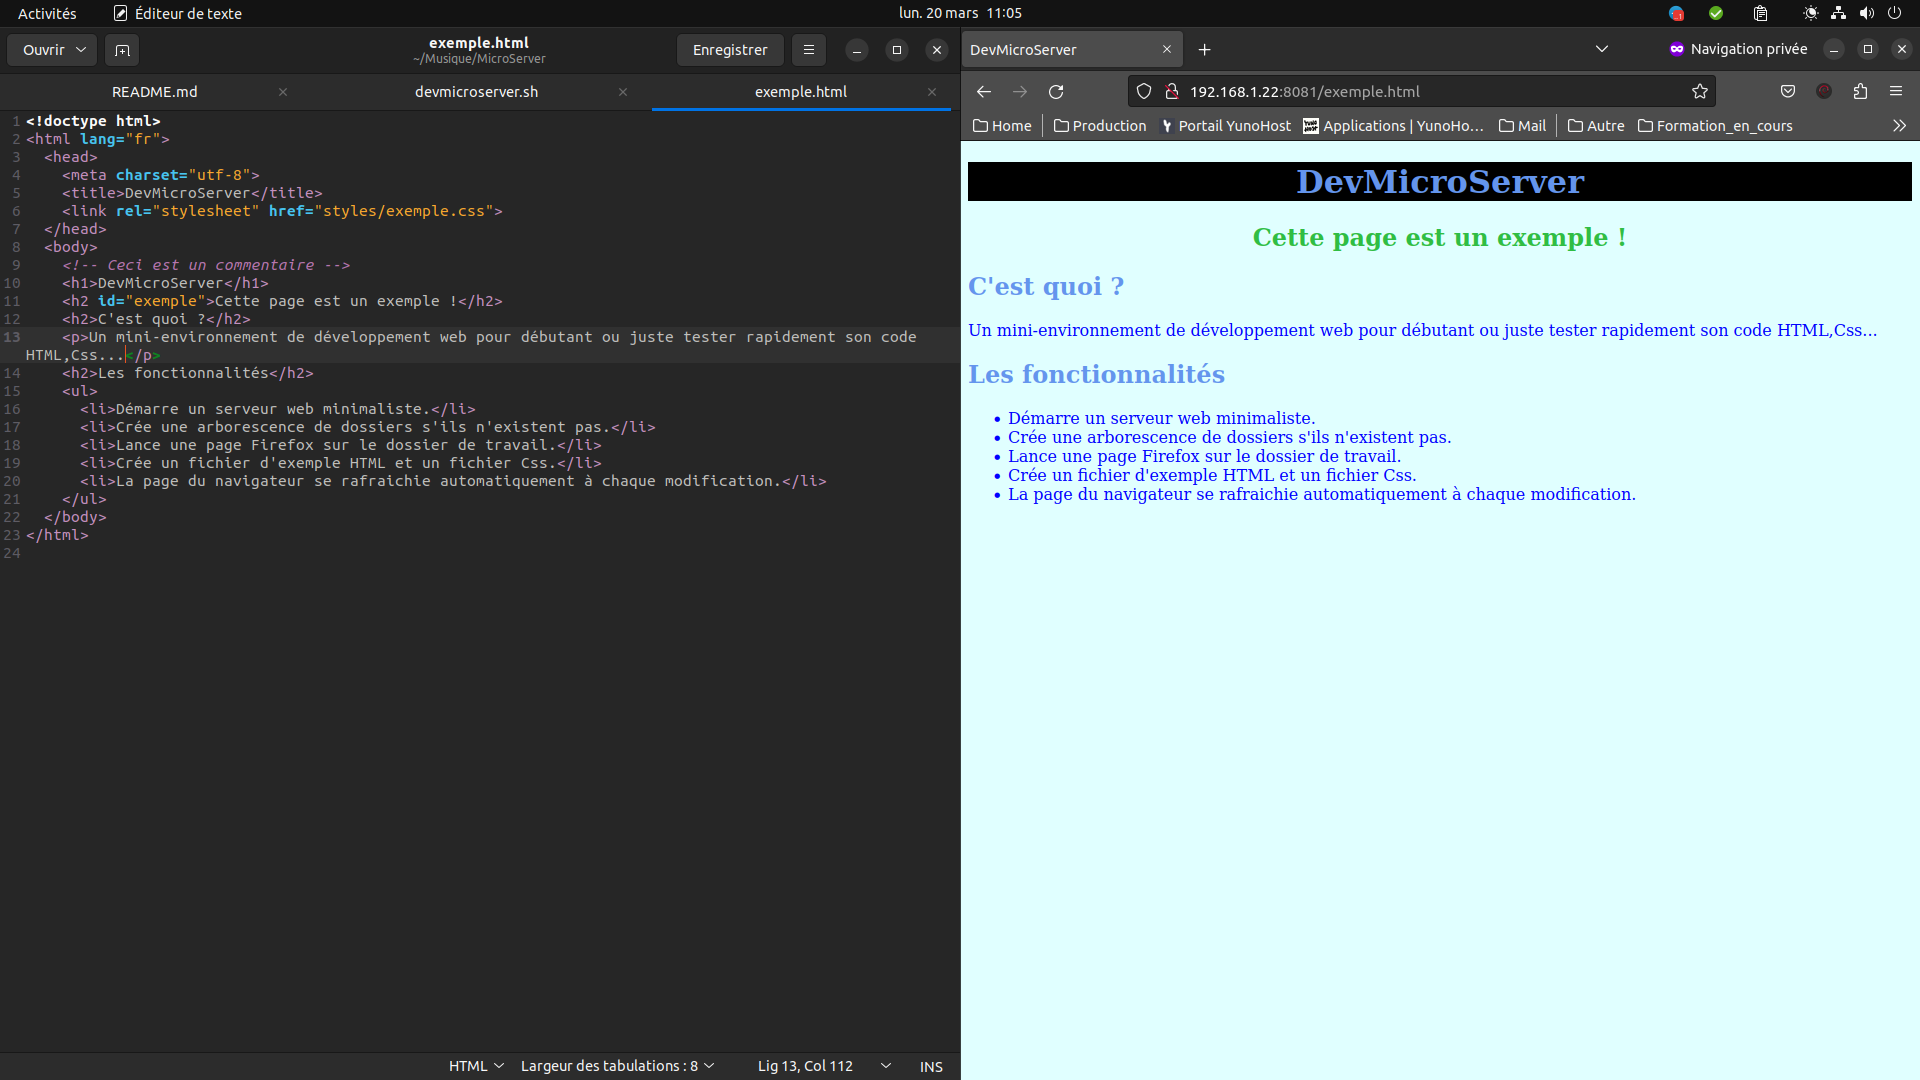 Activités
Éditeur de texte
lun. 20 mars 11:05
Ouvrir
exemple.html
~/Musique/MicroServer
Enregistrer
README.md
devmicroserver.sh
exemple.html
1 <!doctype html>
2 <html lang="fr">
3 <head>
4 <meta charset="utf-8">
5 <title>DevMicroServer</title>
6 <link rel="stylesheet" href="styles/exemple.css">
7 </head>
8 <body>
9 <!-- Ceci est un commentaire -->
10 <h1>DevMicroServer</h1>
11 <h2 id="exemple">Cette page est un exemple !</h2>
12 <h2>C'est quoi ?</h2>
13 <p>Un mini-environnement de développement web pour débutant ou juste tester rapidement son code
HTML,Css...</p>
14 <h2>Les fonctionnalités</h2>
15 <ul>
16 <li>Démarre un serveur web minimaliste.</li>
17 <li>Crée une arborescence de dossiers s'ils n'existent pas.</li>
18 <li>Lance une page Firefox sur le dossier de travail.</li>
19 <li>Crée un fichier d'exemple HTML et un fichier Css.</li>
20 <li>La page du navigateur se rafraichie automatiquement à chaque modification.</li>
21 </ul>
22 </body>
23 </html>
24
HTML
Largeur des tabulations : 8
Lig 13, Col 112
INS
DevMicroServer
Navigation privée
192.168.1.22:8081/exemple.html
Home
Production
Portail YunoHost
Applications | YunoHo…
Mail
Autre
Formation_en_cours
DevMicroServer
Cette page est un exemple !
C'est quoi ?
Un mini-environnement de développement web pour débutant ou juste tester rapidement son code HTML,Css...
Les fonctionnalités
• Démarre un serveur web minimaliste.
• Crée une arborescence de dossiers s'ils n'existent pas.
• Lance une page Firefox sur le dossier de travail.
• Crée un fichier d'exemple HTML et un fichier Css.
• La page du navigateur se rafraichie automatiquement à chaque modification.